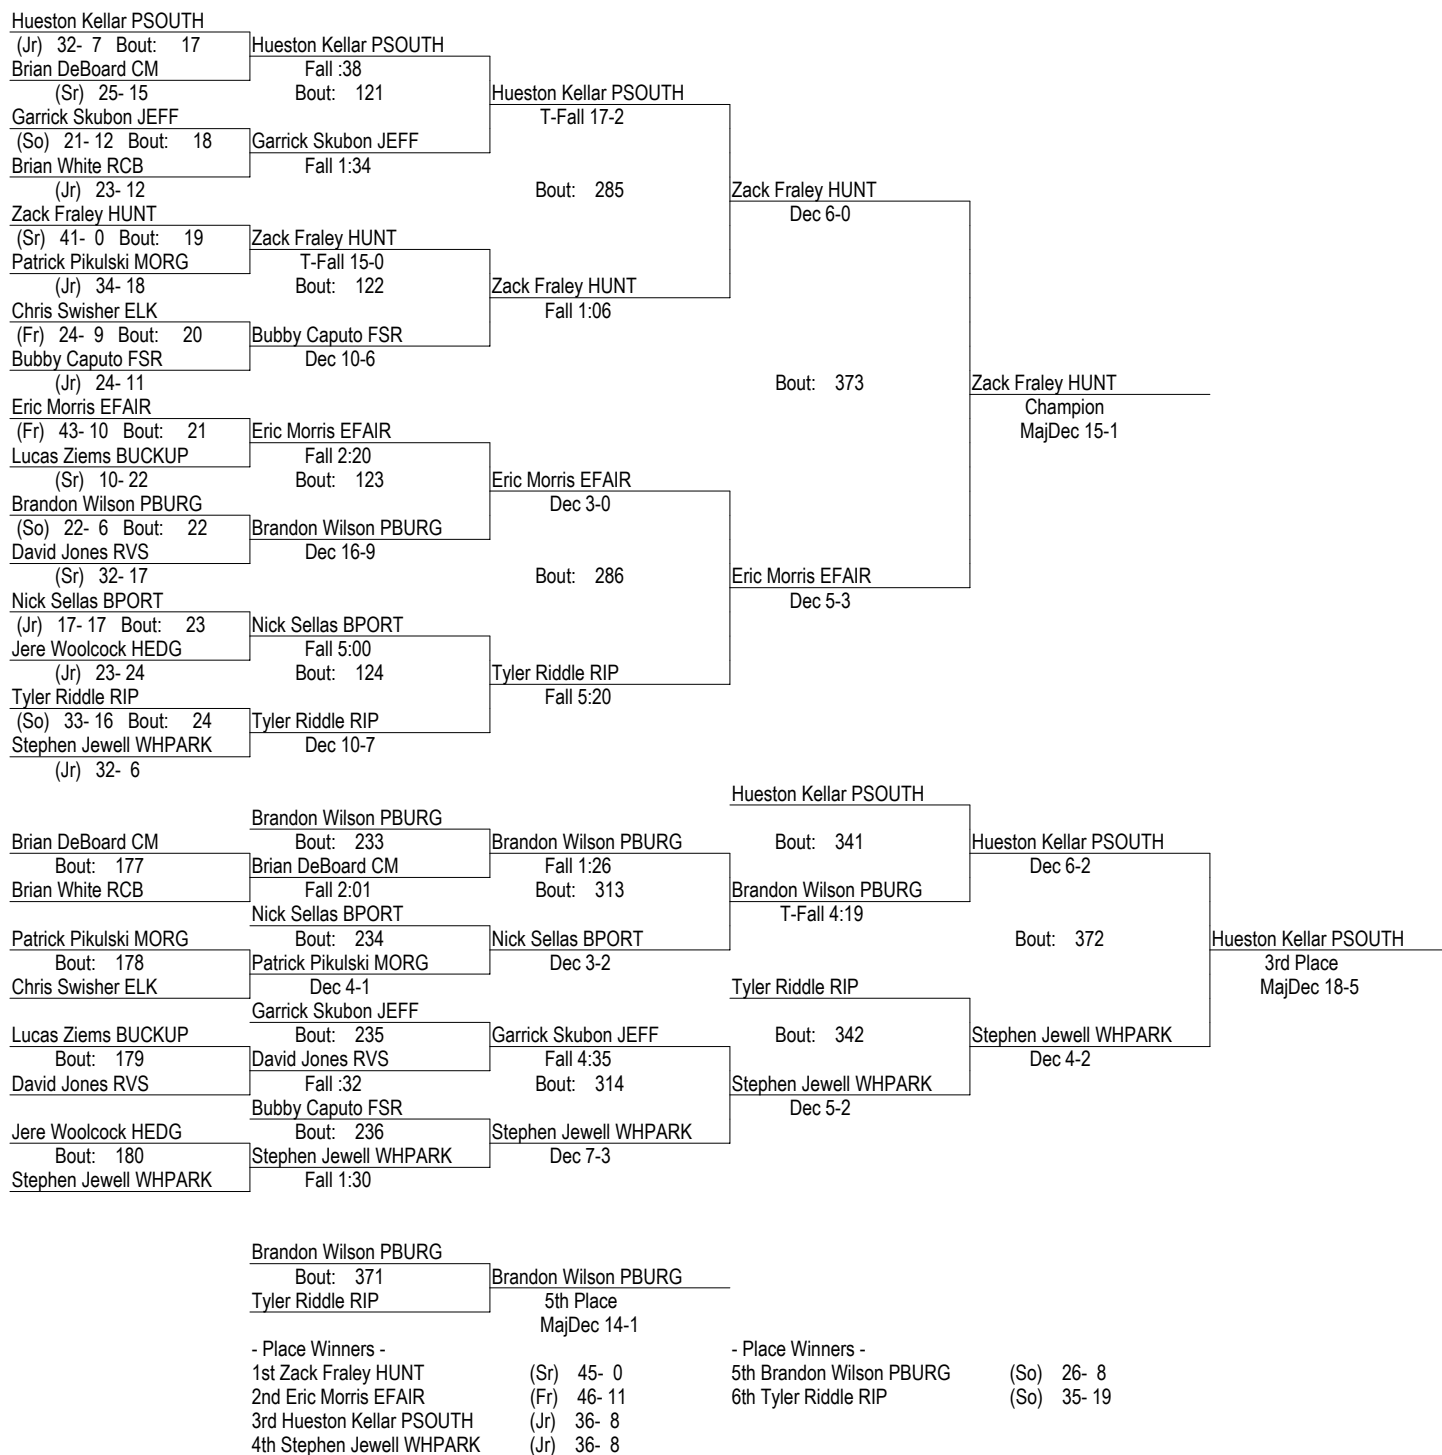 Hueston Kellar PSOUTH
(Jr) 32- 7 Bout: 17 Hueston Kellar PSOUTH
Brian DeBoard CM Fall :38
(Sr) 25- 15 Bout: 121 Hueston Kellar PSOUTH
Garrick Skubon JEFF T-Fall 17-2
(So) 21- 12 Bout: 18 Garrick Skubon JEFF
Brian White RCB Fall 1:34
(Jr) 23- 12 Bout: 285 Zack Fraley HUNT
Zack Fraley HUNT Dec 6-0
(Sr) 41- 0 Bout: 19 Zack Fraley HUNT
Patrick Pikulski MORG T-Fall 15-0
(Jr) 34- 18 Bout: 122 Zack Fraley HUNT
Chris Swisher ELK Fall 1:06
(Fr) 24- 9 Bout: 20 Bubby Caputo FSR
Bubby Caputo FSR Dec 10-6
(Jr) 24- 11 Bout: 373 Zack Fraley HUNT
Eric Morris EFAIR Champion
(Fr) 43- 10 Bout: 21 Eric Morris EFAIR MajDec 15-1
Lucas Ziems BUCKUP Fall 2:20
(Sr) 10- 22 Bout: 123 Eric Morris EFAIR
Brandon Wilson PBURG Dec 3-0
(So) 22- 6 Bout: 22 Brandon Wilson PBURG
David Jones RVS Dec 16-9
(Sr) 32- 17 Bout: 286 Eric Morris EFAIR
Nick Sellas BPORT Dec 5-3
(Jr) 17- 17 Bout: 23 Nick Sellas BPORT
Jere Woolcock HEDG Fall 5:00
(Jr) 23- 24 Bout: 124 Tyler Riddle RIP
Tyler Riddle RIP Fall 5:20
(So) 33- 16 Bout: 24 Tyler Riddle RIP
Stephen Jewell WHPARK Dec 10-7
(Jr) 32- 6
Hueston Kellar PSOUTH
Brandon Wilson PBURG
Brian DeBoard CM Bout: 233 Brandon Wilson PBURG Bout: 341 Hueston Kellar PSOUTH
Bout: 177 Brian DeBoard CM Fall 1:26 Dec 6-2
Brian White RCB Fall 2:01 Bout: 313 Brandon Wilson PBURG
Nick Sellas BPORT T-Fall 4:19
Patrick Pikulski MORG Bout: 234 Nick Sellas BPORT Bout: 372 Hueston Kellar PSOUTH
Bout: 178 Patrick Pikulski MORG Dec 3-2 3rd Place
Chris Swisher ELK Dec 4-1 Tyler Riddle RIP MajDec 18-5
Garrick Skubon JEFF
Lucas Ziems BUCKUP Bout: 235 Garrick Skubon JEFF Bout: 342 Stephen Jewell WHPARK
Bout: 179 David Jones RVS Fall 4:35 Dec 4-2
David Jones RVS Fall :32 Bout: 314 Stephen Jewell WHPARK
Bubby Caputo FSR Dec 5-2
Jere Woolcock HEDG Bout: 236 Stephen Jewell WHPARK
Bout: 180 Stephen Jewell WHPARK Dec 7-3
Stephen Jewell WHPARK Fall 1:30
Brandon Wilson PBURG
Bout: 371 Brandon Wilson PBURG
Tyler Riddle RIP 5th Place
MajDec 14-1
- Place Winners - - Place Winners -
1st Zack Fraley HUNT (Sr) 45- 0 5th Brandon Wilson PBURG (So) 26- 8
2nd Eric Morris EFAIR (Fr) 46- 11 6th Tyler Riddle RIP (So) 35- 19
3rd Hueston Kellar PSOUTH (Jr) 36- 8
4th Stephen Jewell WHPARK (Jr) 36- 8